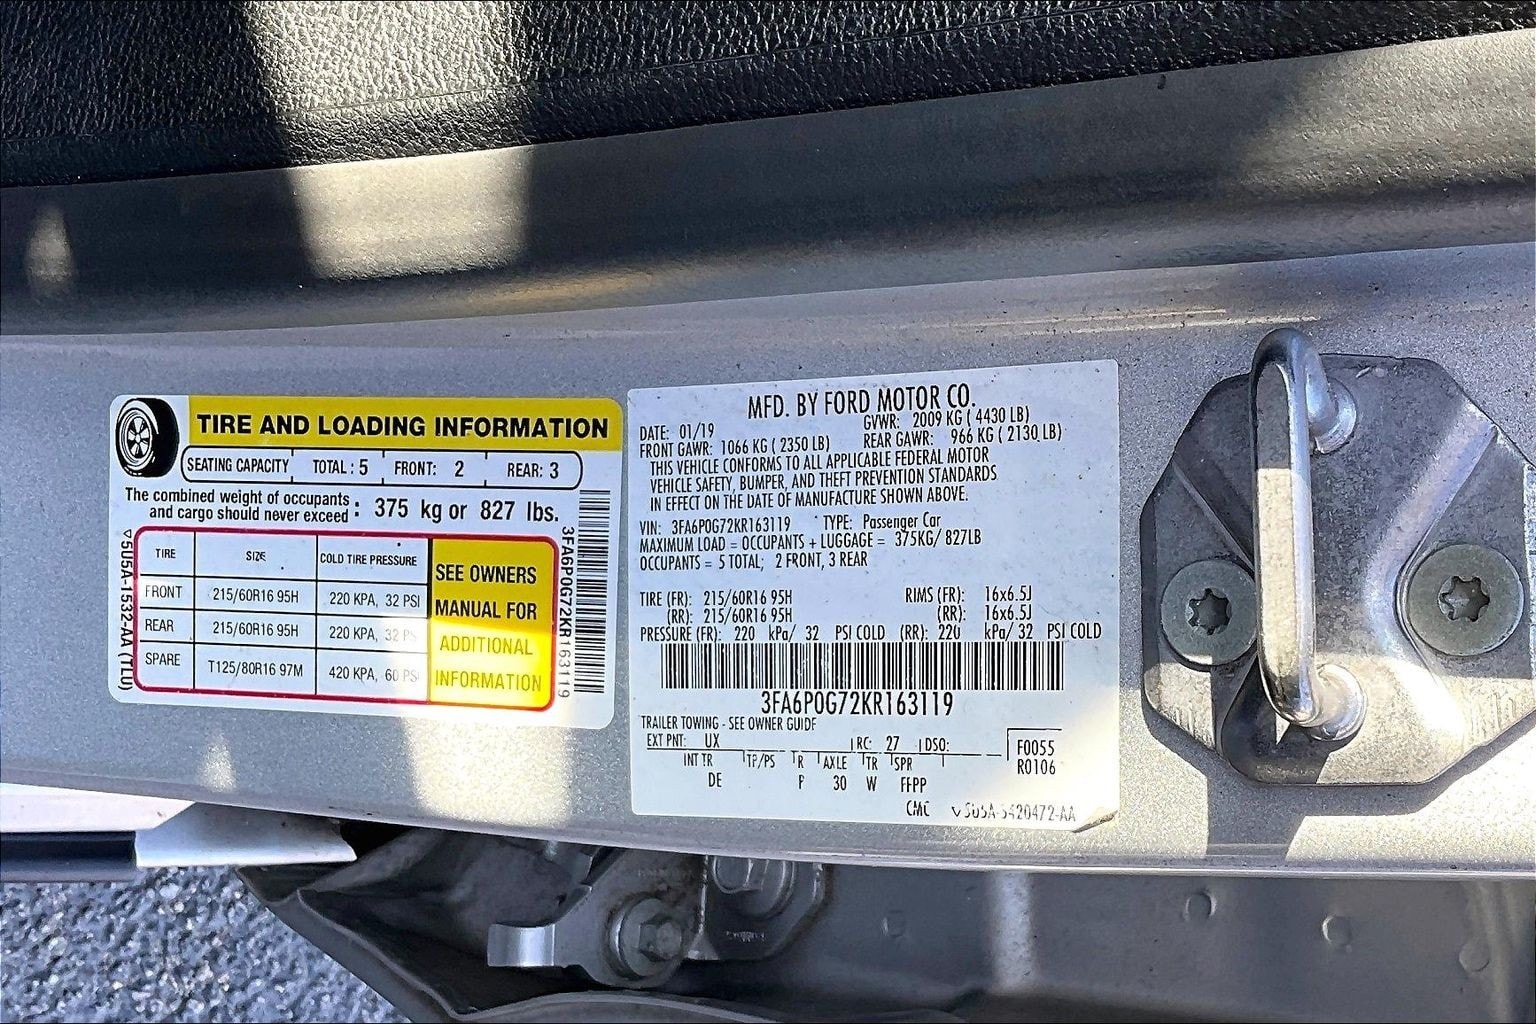 TIRE AND LOADING INFORMATION
SEATING CAPACITY TOTAL : 5 FRONT: 2 REAR: 3
The combined weight of occupants
and cargo should never exceed : 375 kg or 827 lbs.
TIRE SIZE COLD TIRE PRESSURE
FRONT 215/60R16 95H 220 KPA, 32 PSI
REAR 215/60R16 95H 220 KPA, 32 PSI
SPARE T125/80R16 97M 420 KPA, 60 PSI
SEE OWNERS
MANUAL FOR
ADDITIONAL
INFORMATION
5U5A-1532-AA (TLU)
3FA6P0G72KR163119
MFD. BY FORD MOTOR CO.
DATE: 01/19 GVWR: 2009 KG ( 4430 LB)
FRONT GAWR: 1066 KG ( 2350 LB) REAR GAWR: 966 KG ( 2130 LB)
THIS VEHICLE CONFORMS TO ALL APPLICABLE FEDERAL MOTOR
VEHICLE SAFETY, BUMPER, AND THEFT PREVENTION STANDARDS
IN EFFECT ON THE DATE OF MANUFACTURE SHOWN ABOVE.
VIN: 3FA6P0G72KR163119 TYPE: Passenger Car
MAXIMUM LOAD = OCCUPANTS + LUGGAGE = 375KG/ 827LB
OCCUPANTS = 5 TOTAL; 2 FRONT, 3 REAR
TIRE (FR): 215/60R16 95H RIMS (FR): 16x6.5J
(RR): 215/60R16 95H (RR): 16x6.5J
PRESSURE (FR): 220 kPa/ 32 PSI COLD (RR): 220 kPa/ 32 PSI COLD
3FA6P0G72KR163119
TRAILER TOWING - SEE OWNER GUIDE
EXT PNT: UX RC: 27 DSO: F0055
INT TR TP/PS R AXLE TR SPR R0106
DE F 30 W FFPP
CMC 5U5A-5420472-AA